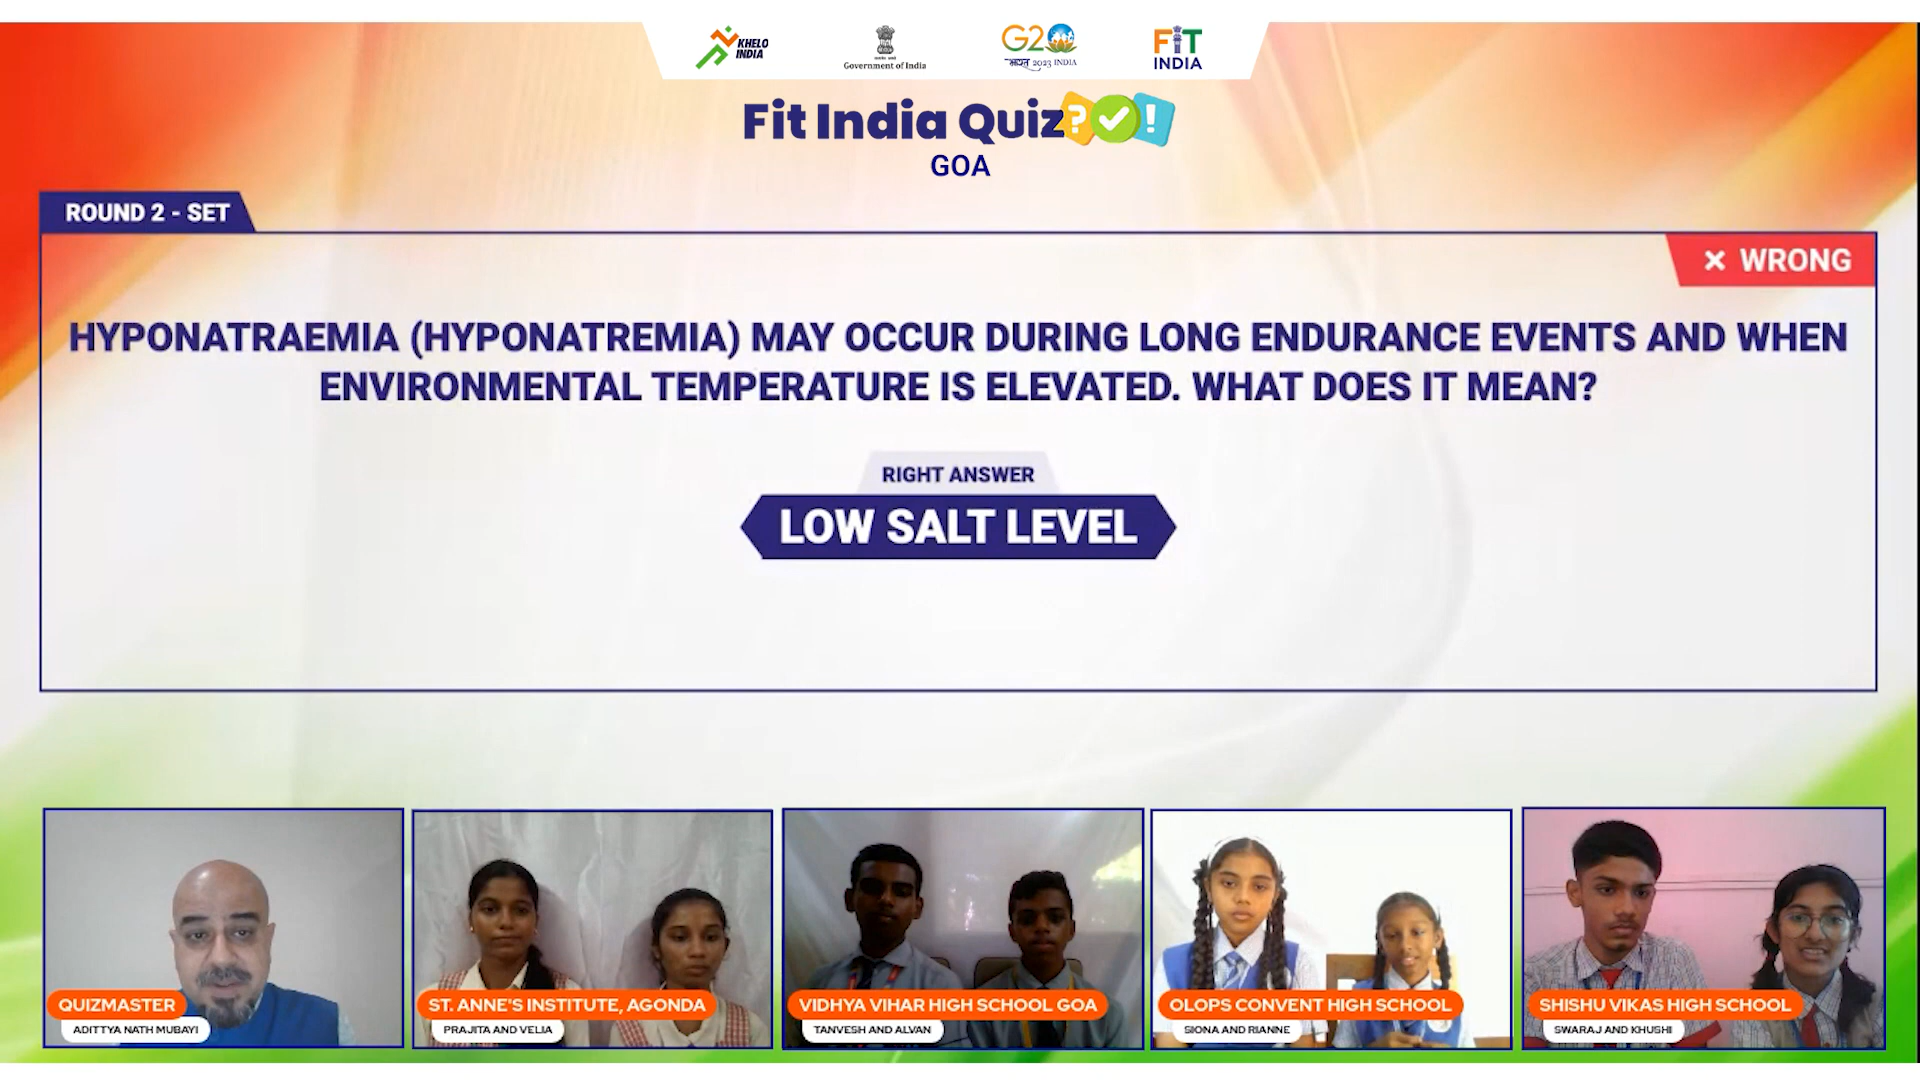 KHELO
INDIA
Government of India
G20
भारत 2023 INDIA
FIT
INDIA
Fit India Quiz?!
GOA
ROUND 2 - SET
× WRONG
HYPONATRAEMIA (HYPONATREMIA) MAY OCCUR DURING LONG ENDURANCE EVENTS AND WHEN
ENVIRONMENTAL TEMPERATURE IS ELEVATED. WHAT DOES IT MEAN?
RIGHT ANSWER
LOW SALT LEVEL
QUIZMASTER
ADITTYA NATH MUBAYI
ST. ANNE'S INSTITUTE, AGONDA
PRAJITA AND VELIA
VIDHYA VIHAR HIGH SCHOOL GOA
TANVESH AND ALVAN
OLOPS CONVENT HIGH SCHOOL
SIONA AND RIANNE
SHISHU VIKAS HIGH SCHOOL
SWARAJ AND KHUSHI